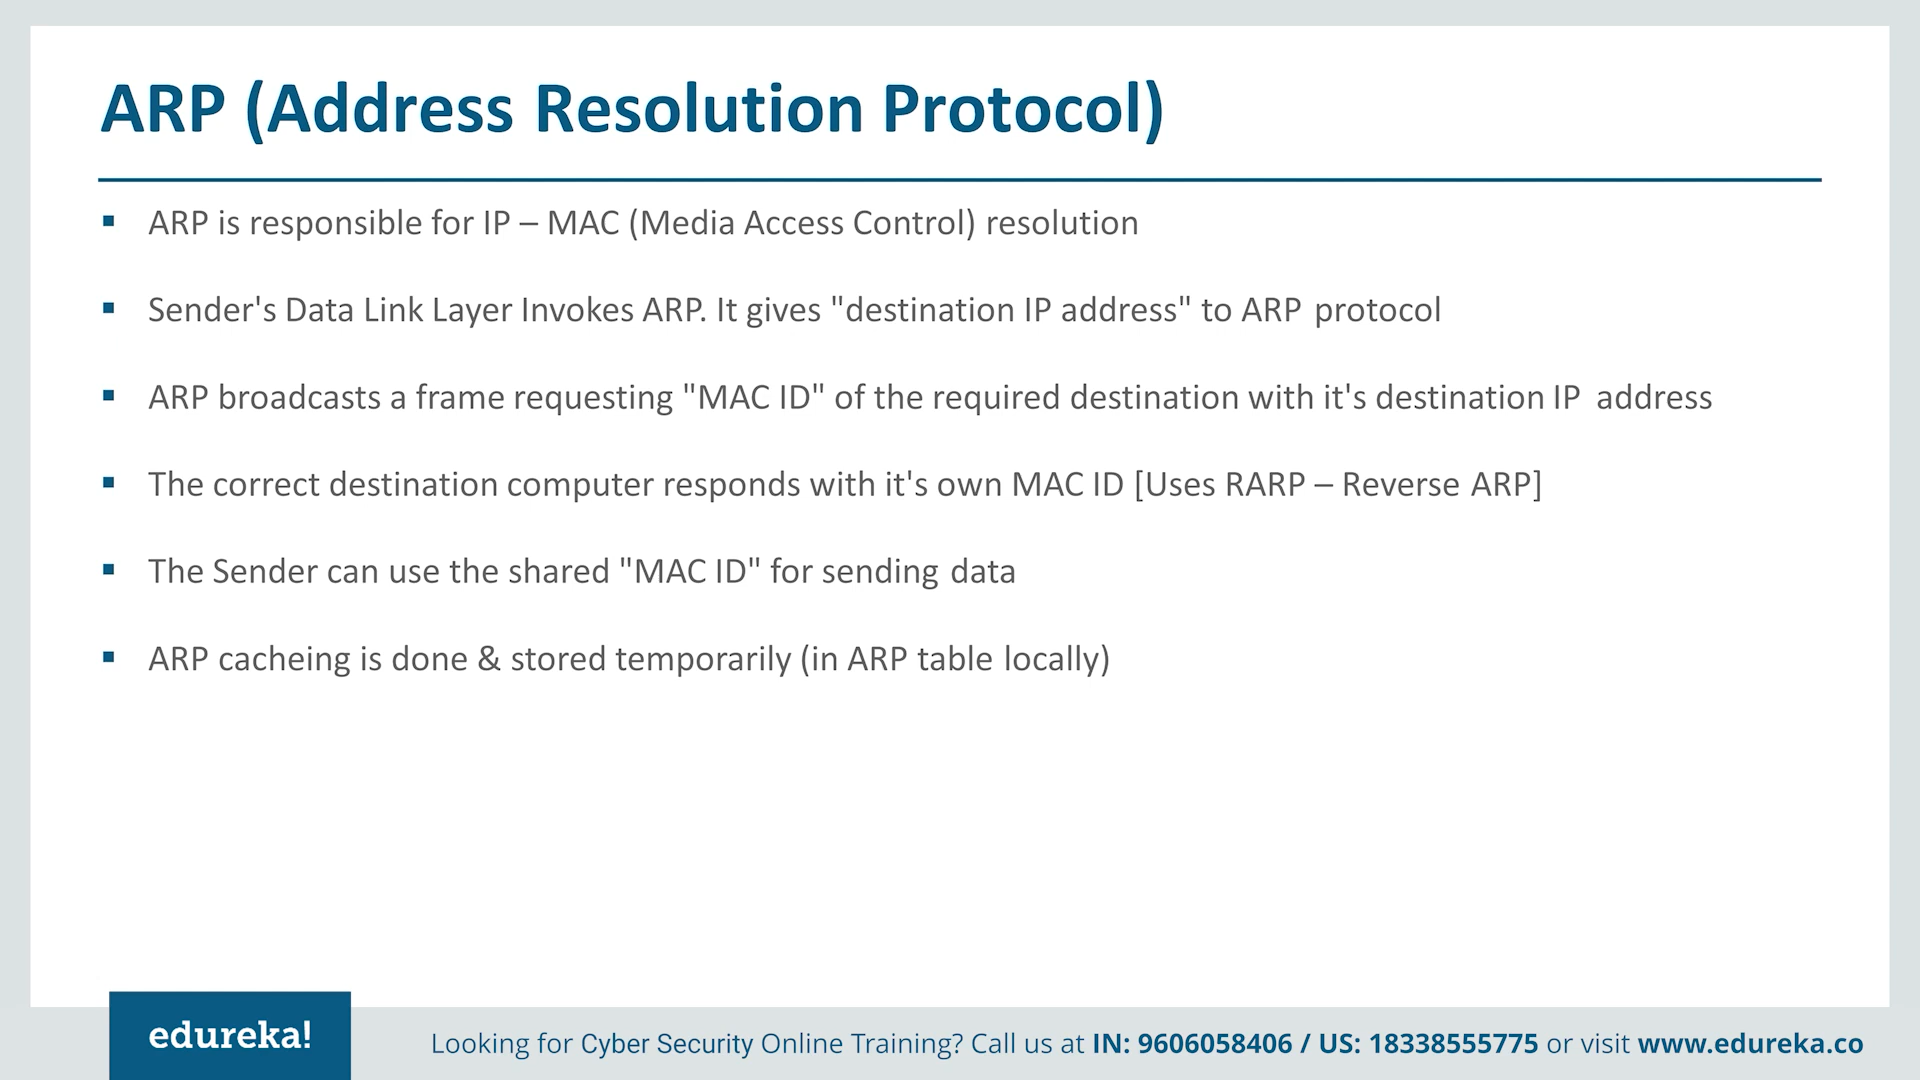 ARP (Address Resolution Protocol)
▪ ARP is responsible for IP – MAC (Media Access Control) resolution
▪ Sender's Data Link Layer Invokes ARP. It gives "destination IP address" to ARP protocol
▪ ARP broadcasts a frame requesting "MAC ID" of the required destination with it's destination IP address
▪ The correct destination computer responds with it's own MAC ID [Uses RARP – Reverse ARP]
▪ The Sender can use the shared "MAC ID" for sending data
▪ ARP cacheing is done & stored temporarily (in ARP table locally)
edureka!
Looking for Cyber Security Online Training? Call us at IN: 9606058406 / US: 18338555775 or visit www.edureka.co